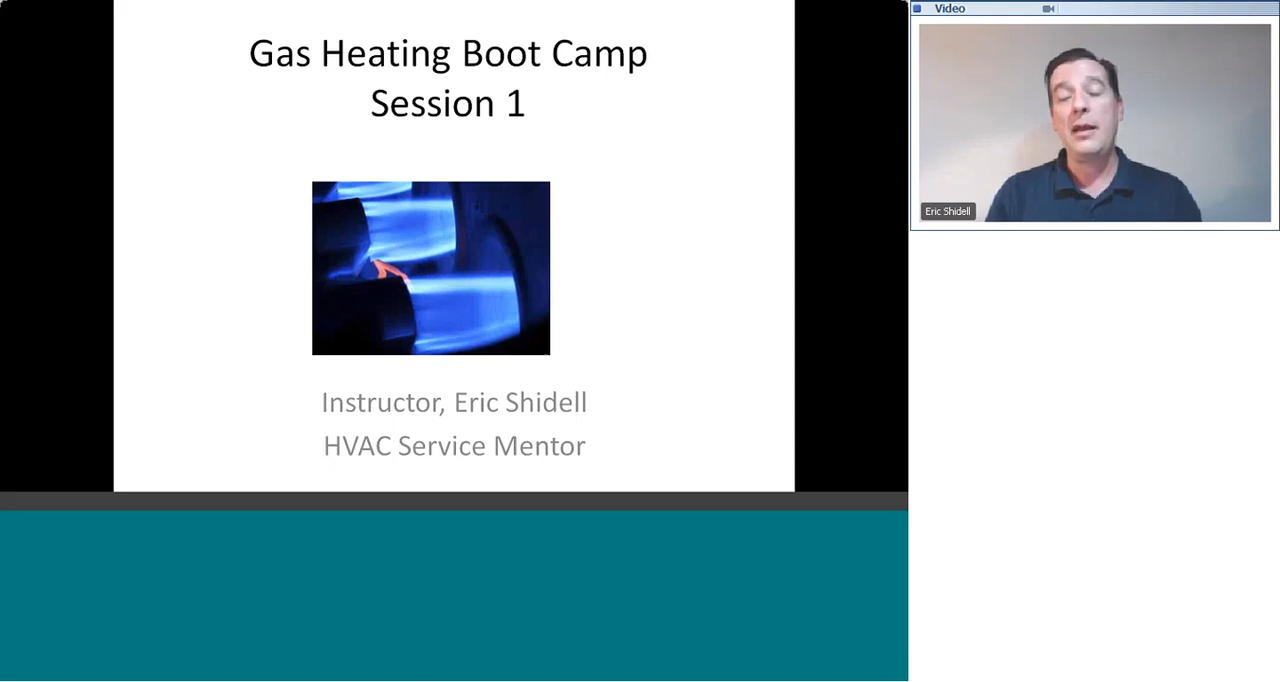 Gas Heating Boot Camp
Session 1
Instructor, Eric Shidell
HVAC Service Mentor
Video
Eric Shidell